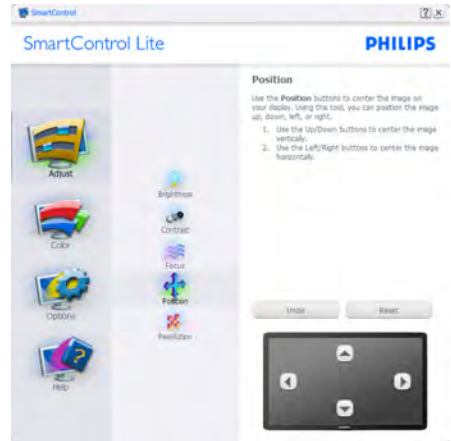 SmartControl
SmartControl Lite
PHILIPS
Adjust
Color
Options
Help
Brightness
Contrast
Focus
Position
Resolution
Position
Use the Position buttons to center the image on
your display. Using the tool, you can position the image
up, down, left, or right.
1. Use the Up/Down buttons to center the image
vertically.
2. Use the Left/Right buttons to center the image
horizontally.
Undo
Reset